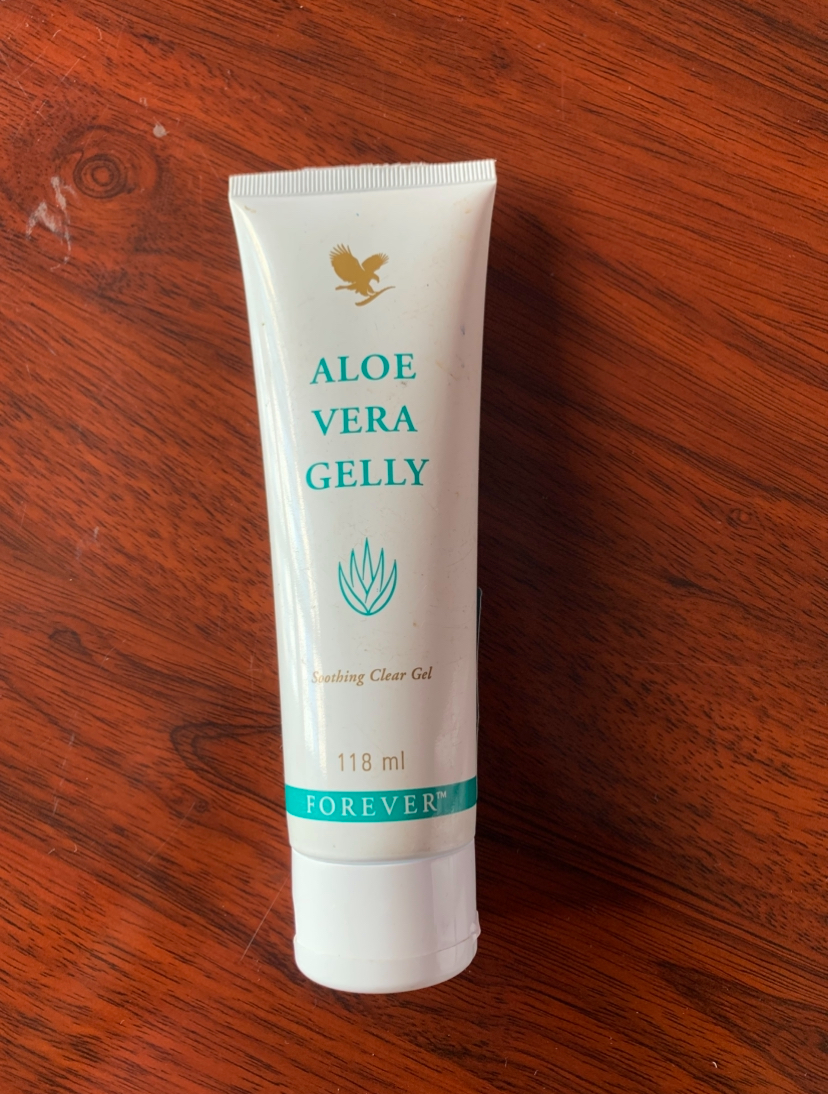 ALOE
VERA
GELLY
Soothing Clear Gel
118 ml
FOREVER™